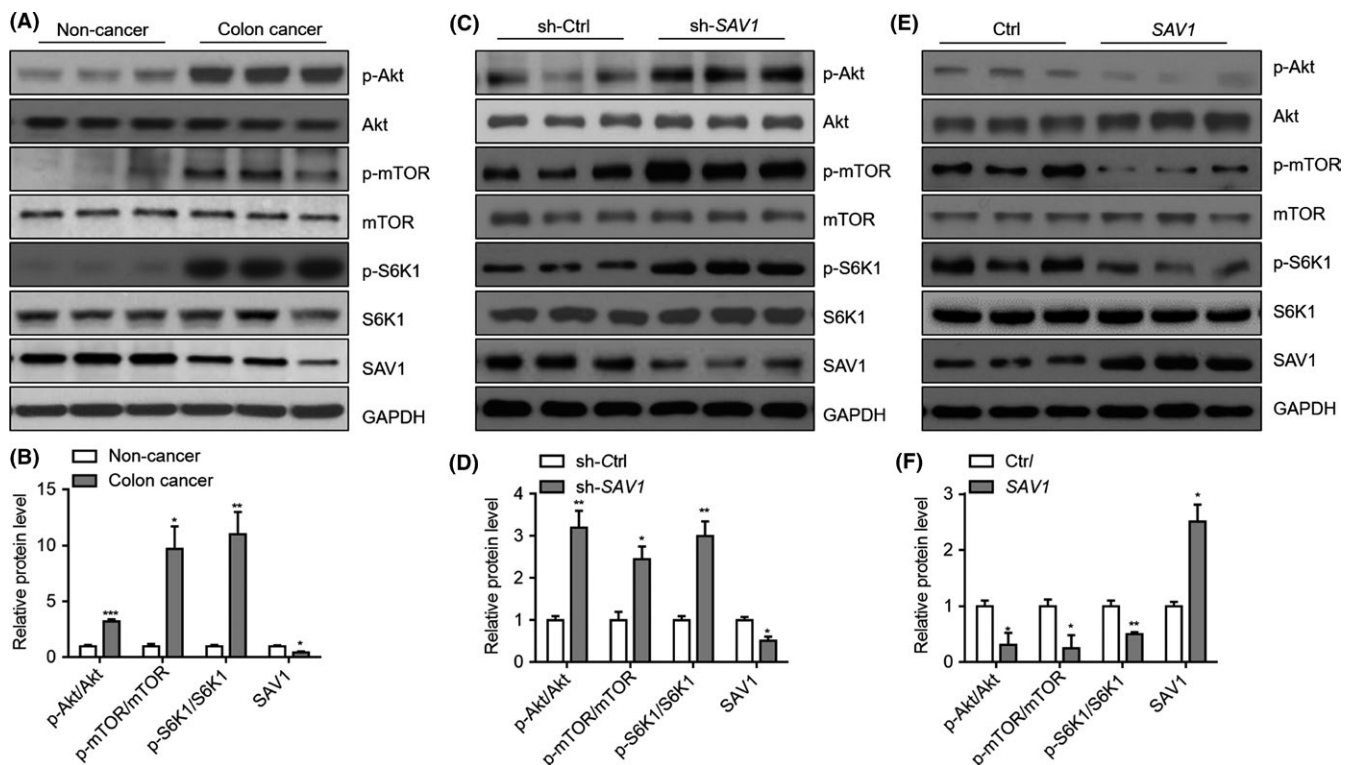 (A)
Non-cancer Colon cancer
p-Akt
Akt
p-mTOR
mTOR
p-S6K1
S6K1
SAV1
GAPDH
(B)
Non-cancer
Colon cancer
Relative protein level
15
10
5
0
***
*
**
*
p-Akt/Akt
p-mTOR/mTOR
p-S6K1/S6K1
SAV1
(C)
sh-Ctrl sh-SAV1
p-Akt
Akt
p-mTOR
mTOR
p-S6K1
S6K1
SAV1
GAPDH
(D)
sh-Ctrl
sh-SAV1
Relative protein level
4
3
2
1
0
**
*
**
*
p-Akt/Akt
p-mTOR/mTOR
p-S6K1/S6K1
SAV1
(E)
Ctrl SAV1
p-Akt
Akt
p-mTOR
mTOR
p-S6K1
S6K1
SAV1
GAPDH
(F)
Ctrl
SAV1
Relative protein level
3
2
1
0
*
*
**
*
p-Akt/Akt
p-mTOR/mTOR
p-S6K1/S6K1
SAV1